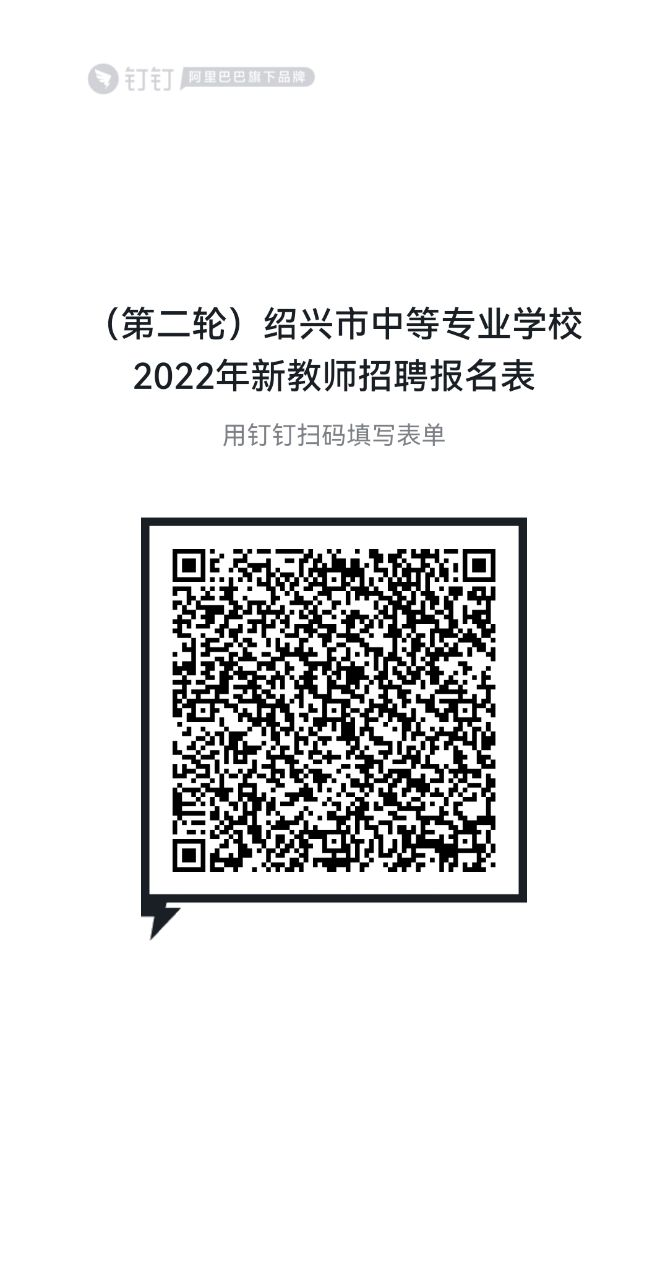 钉钉 阿里巴巴旗下品牌
（第二轮）绍兴市中等专业学校
2022年新教师招聘报名表
用钉钉扫码填写表单